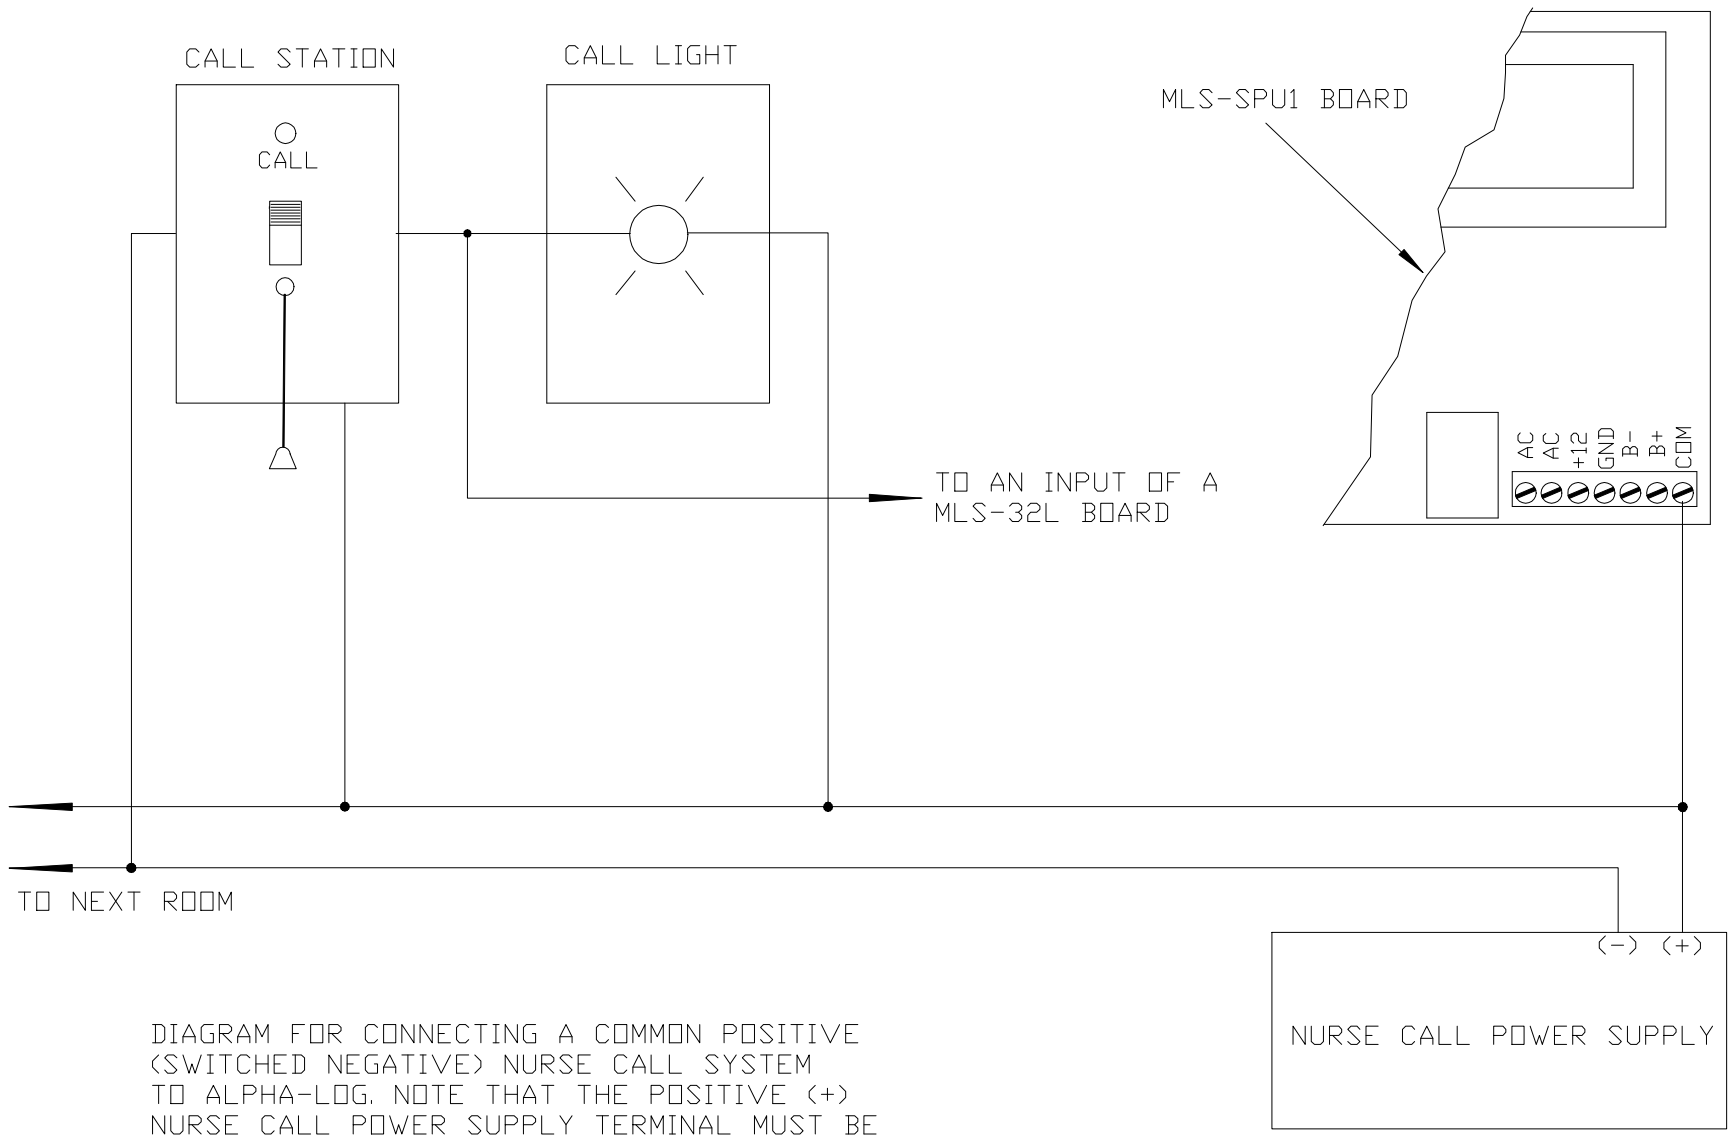 CALL STATION
CALL LIGHT
MLS-SPU1 BOARD
CALL
AC
AC
+12
GND
B-
B+
COM
TO AN INPUT OF A
MLS-32L BOARD
TO NEXT ROOM
(-) (+)
NURSE CALL POWER SUPPLY
DIAGRAM FOR CONNECTING A COMMON POSITIVE
(SWITCHED NEGATIVE) NURSE CALL SYSTEM
TO ALPHA-LOG. NOTE THAT THE POSITIVE (+)
NURSE CALL POWER SUPPLY TERMINAL MUST BE